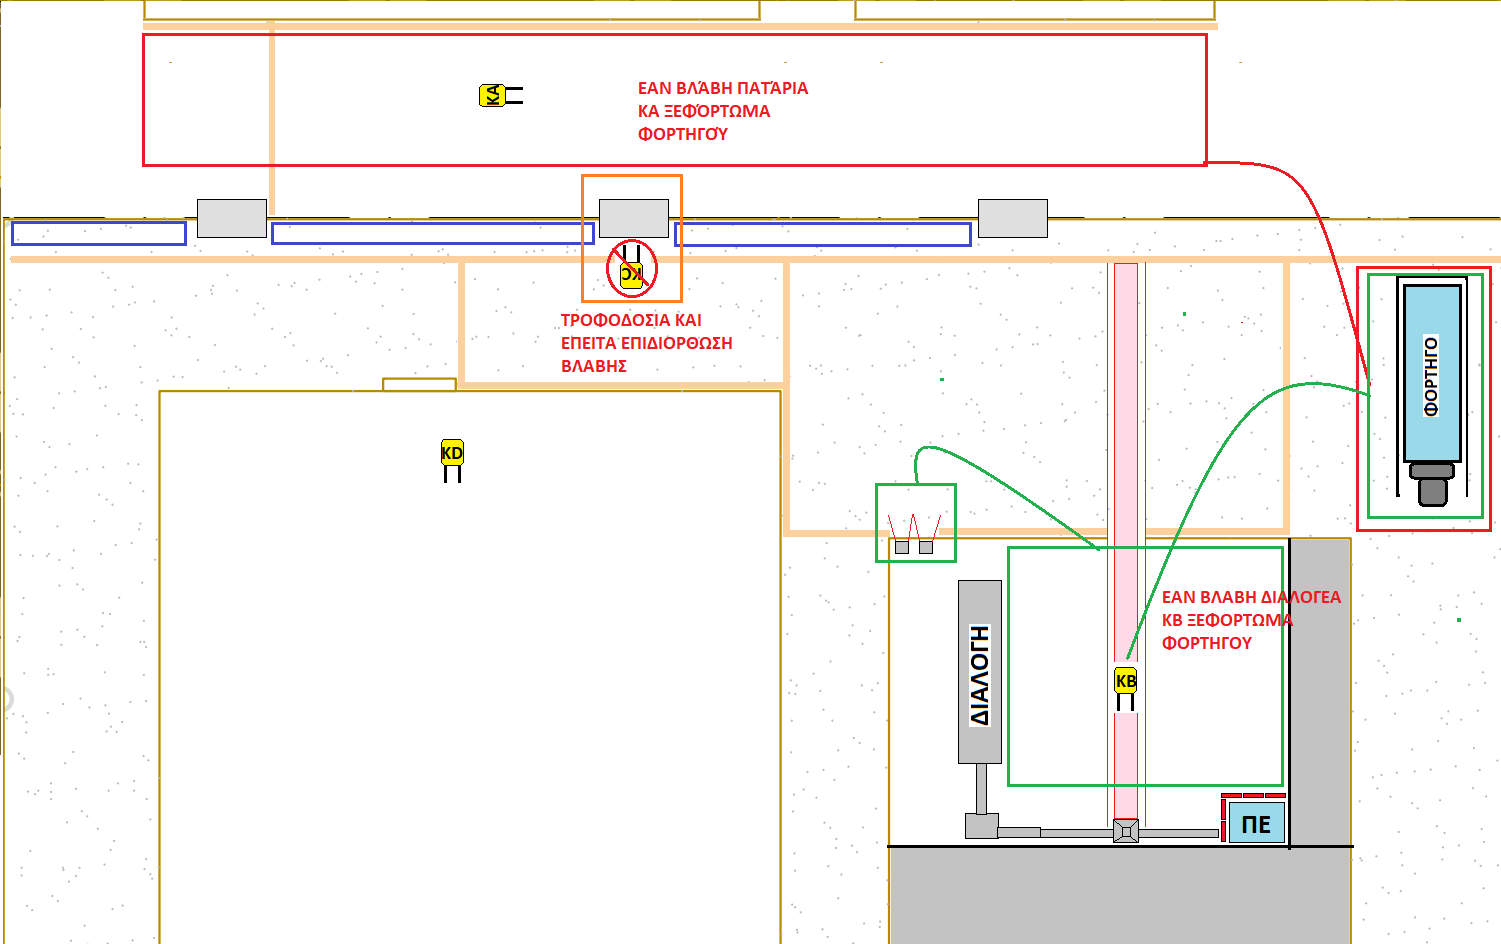 ΚΑ
ΕΑΝ ΒΛΆΒΗ ΠΑΤΆΡΙΑ
ΚΑ ΞΕΦΌΡΤΩΜΑ
ΦΟΡΤΗΓΟΎ
KC
ΤΡΟΦΟΔΟΣΙΑ ΚΑΙ
ΕΠΕΙΤΑ ΕΠΙΔΙΟΡΘΩΣΗ
ΒΛΑΒΗΣ
ΦΟΡΤΗΓΟ
KD
ΕΑΝ ΒΛΑΒΗ ΔΙΑΛΟΓΕΑ
ΚΒ ΞΕΦΟΡΤΩΜΑ
ΦΟΡΤΗΓΟΥ
ΔΙΑΛΟΓΗ
KB
ΠΕ